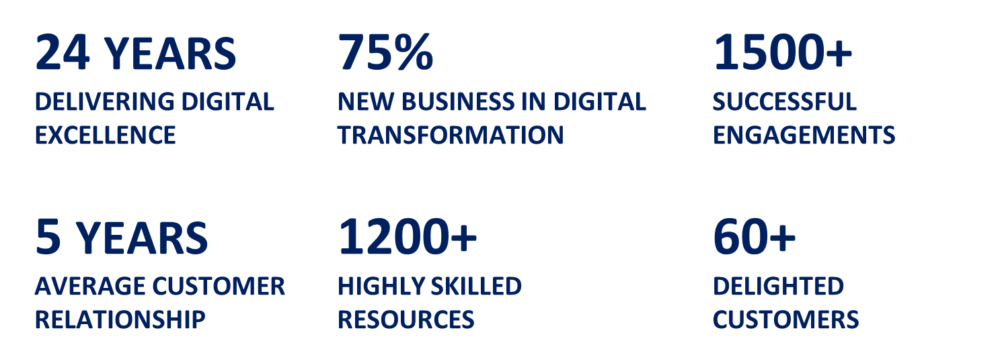 24 YEARS
DELIVERING DIGITAL
EXCELLENCE
75%
NEW BUSINESS IN DIGITAL
TRANSFORMATION
1500+
SUCCESSFUL
ENGAGEMENTS
5 YEARS
AVERAGE CUSTOMER
RELATIONSHIP
1200+
HIGHLY SKILLED
RESOURCES
60+
DELIGHTED
CUSTOMERS